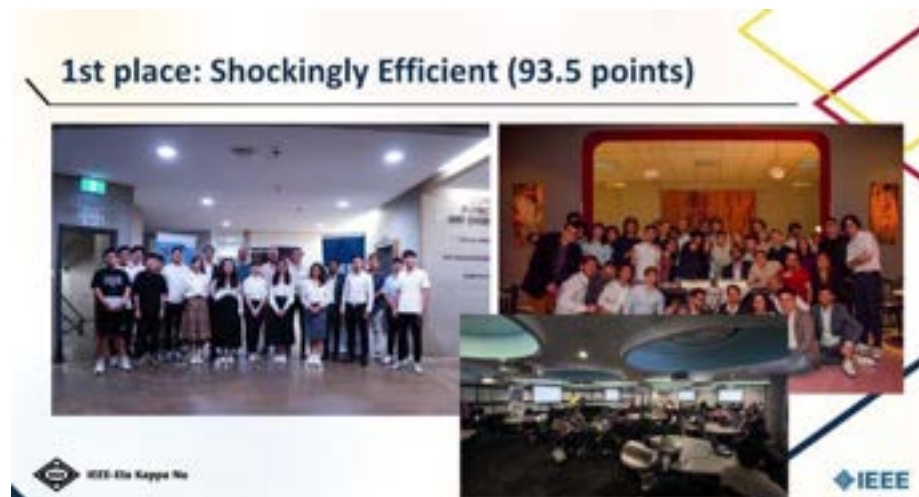 1st place: Shockingly Efficient (93.5 points)
IEEE-Eta Kappa Nu
IEEE